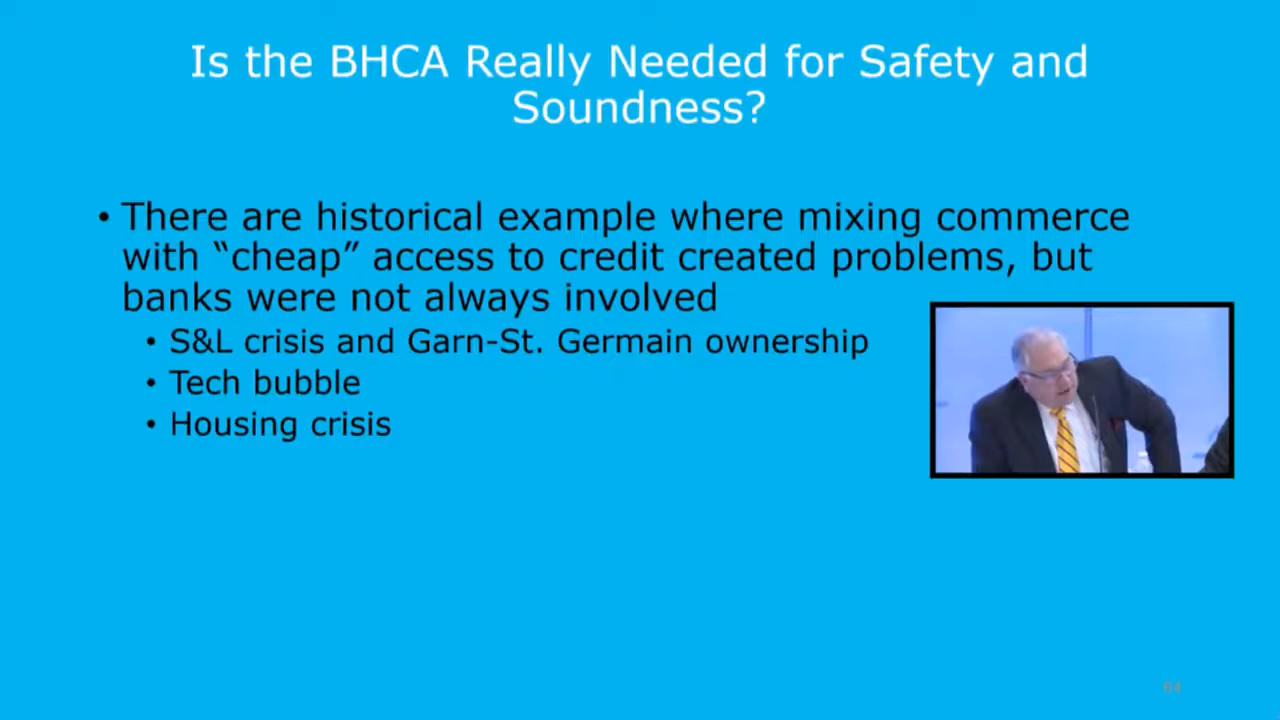 Is the BHCA Really Needed for Safety and
Soundness?
• There are historical example where mixing commerce
with “cheap” access to credit created problems, but
banks were not always involved
• S&L crisis and Garn-St. Germain ownership
• Tech bubble
• Housing crisis
64